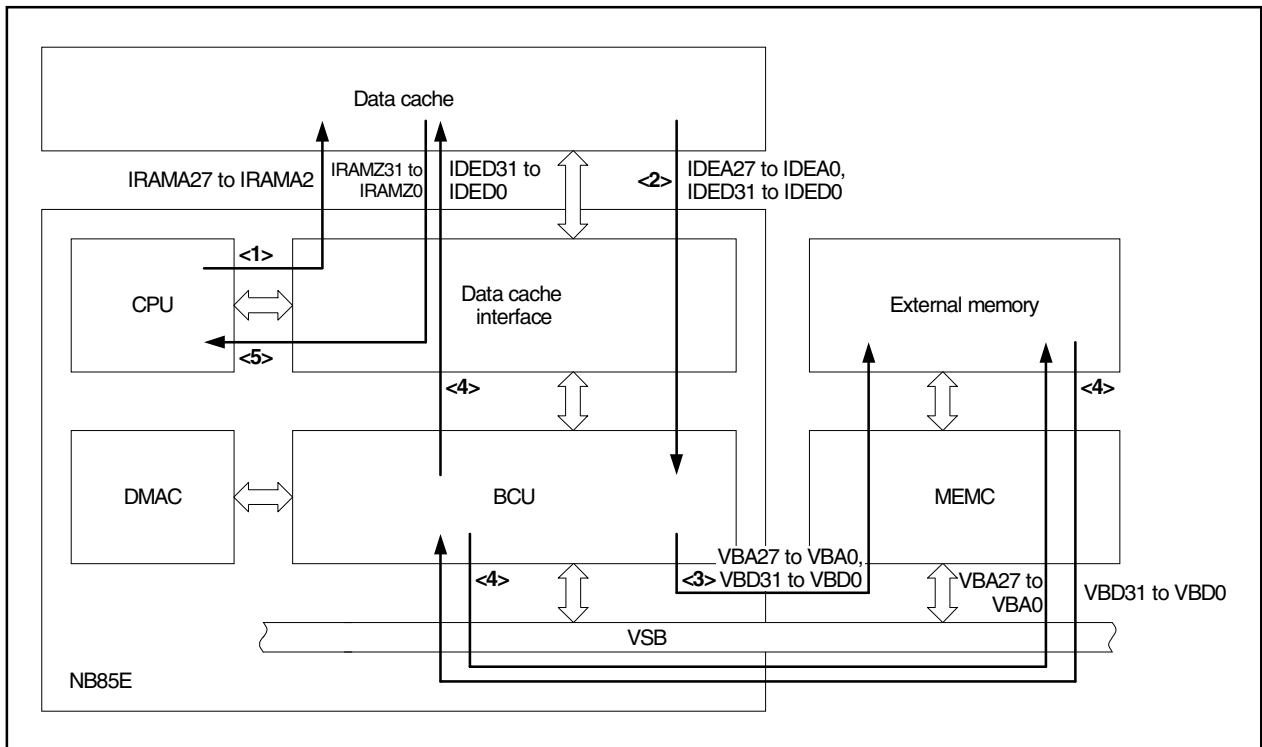 Data cache
IRAMA27 to IRAMA2
IRAMZ31 to
IRAMZ0
IDED31 to
IDED0
<2>
IDEA27 to IDEA0,
IDED31 to IDED0
<1>
CPU
<5>
Data cache
interface
<4>
External memory
<4>
DMAC
BCU
MEMC
<4>
<3>
VBA27 to VBA0,
VBD31 to VBD0
VBA27 to
VBA0
VBD31 to VBD0
VSB
NB85E